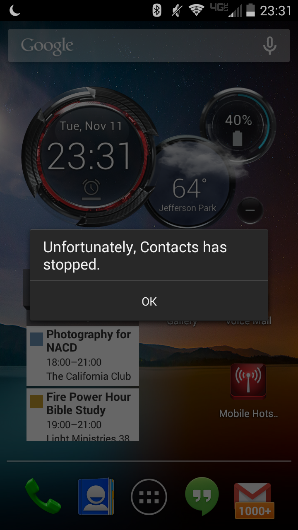 4G
23:31
Google
Tue, Nov 11
23:31
40%
64°
Jefferson Park
Unfortunately, Contacts has
stopped.
OK
Gallery
Voice Mail
Photography for
NACD
18:00–21:00
The California Club
Fire Power Hour
Bible Study
19:00–21:00
Light Ministries 38
Mobile Hots..
1000+